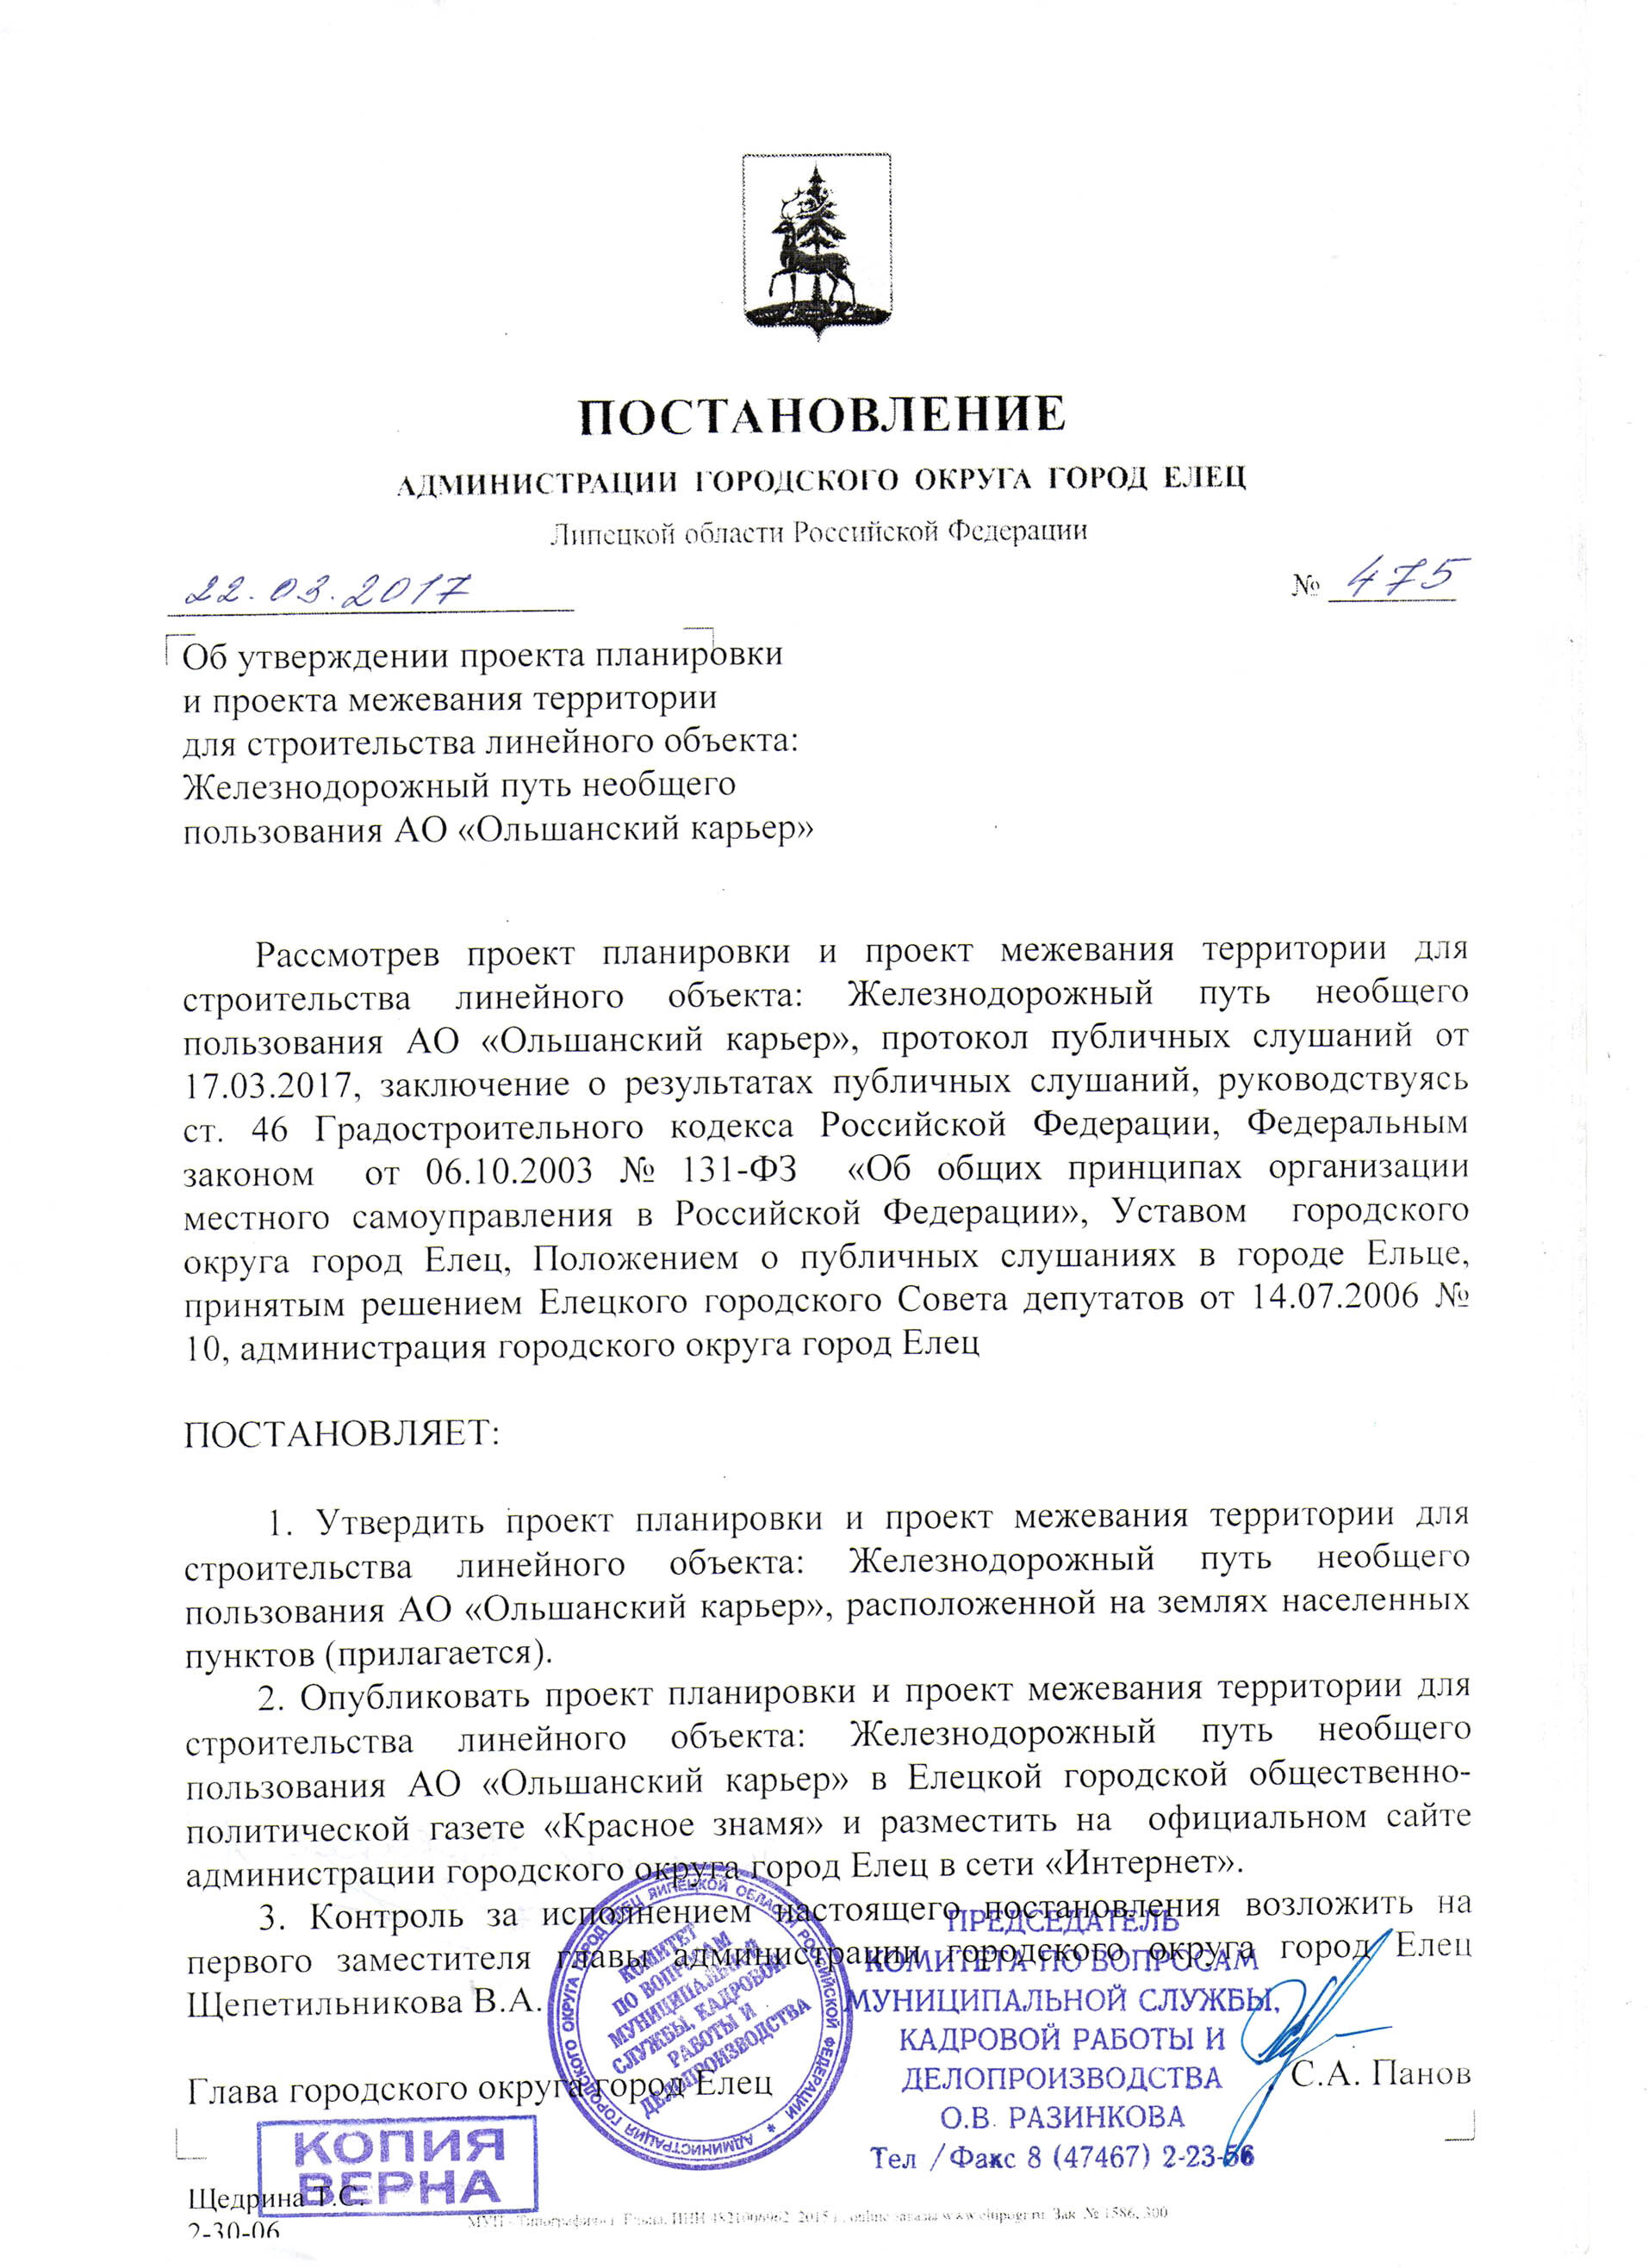 ПОСТАНОВЛЕНИЕ
АДМИНИСТРАЦИИ ГОРОДСКОГО ОКРУГА ГОРОД ЕЛЕЦ
Липецкой области Российской Федерации
22.03.2017 № 475
Об утверждении проекта планировки
и проекта межевания территории
для строительства линейного объекта:
Железнодорожный путь необщего
пользования АО «Ольшанский карьер»
Рассмотрев проект планировки и проект межевания территории для
строительства линейного объекта: Железнодорожный путь необщего
пользования АО «Ольшанский карьер», протокол публичных слушаний от
17.03.2017, заключение о результатах публичных слушаний, руководствуясь
ст. 46 Градостроительного кодекса Российской Федерации, Федеральным
законом от 06.10.2003 № 131-ФЗ «Об общих принципах организации
местного самоуправления в Российской Федерации», Уставом городского
округа город Елец, Положением о публичных слушаниях в городе Ельце,
принятым решением Елецкого городского Совета депутатов от 14.07.2006 №
10, администрация городского округа город Елец
ПОСТАНОВЛЯЕТ:
1. Утвердить проект планировки и проект межевания территории для
строительства линейного объекта: Железнодорожный путь необщего
пользования АО «Ольшанский карьер», расположенной на землях населенных
пунктов (прилагается).
2. Опубликовать проект планировки и проект межевания территории для
строительства линейного объекта: Железнодорожный путь необщего
пользования АО «Ольшанский карьер» в Елецкой городской общественно-
политической газете «Красное знамя» и разместить на официальном сайте
администрации городского округа город Елец в сети «Интернет».
3. Контроль за исполнением настоящего постановления возложить на
первого заместителя главы администрации городского округа город Елец
Щепетильникова В.А.
Глава городского округа город Елец С.А. Панов
АДМИНИСТРАЦИЯ ГОРОДСКОГО ОКРУГА ГОРОД ЕЛЕЦ ЛИПЕЦКОЙ ОБЛАСТИ РОССИЙСКОЙ ФЕДЕРАЦИИ
КОМИТЕТ
ПО ВОПРОСАМ
МУНИЦИПАЛЬНОЙ
СЛУЖБЫ, КАДРОВОЙ
РАБОТЫ И
ДЕЛОПРОИЗВОДСТВА
ПРЕДСЕДАТЕЛЬ
КОМИТЕТА ПО ВОПРОСАМ
МУНИЦИПАЛЬНОЙ СЛУЖБЫ,
КАДРОВОЙ РАБОТЫ И
ДЕЛОПРОИЗВОДСТВА
О.В. РАЗИНКОВА
Тел /Факс 8 (47467) 2-23-56
КОПИЯ
ВЕРНА
Щедрина Т.С.
2-30-06
МУП «Типография» г. Елец, ИНН 4821006962 2015 г., online заказы Зак. № 1586, 300